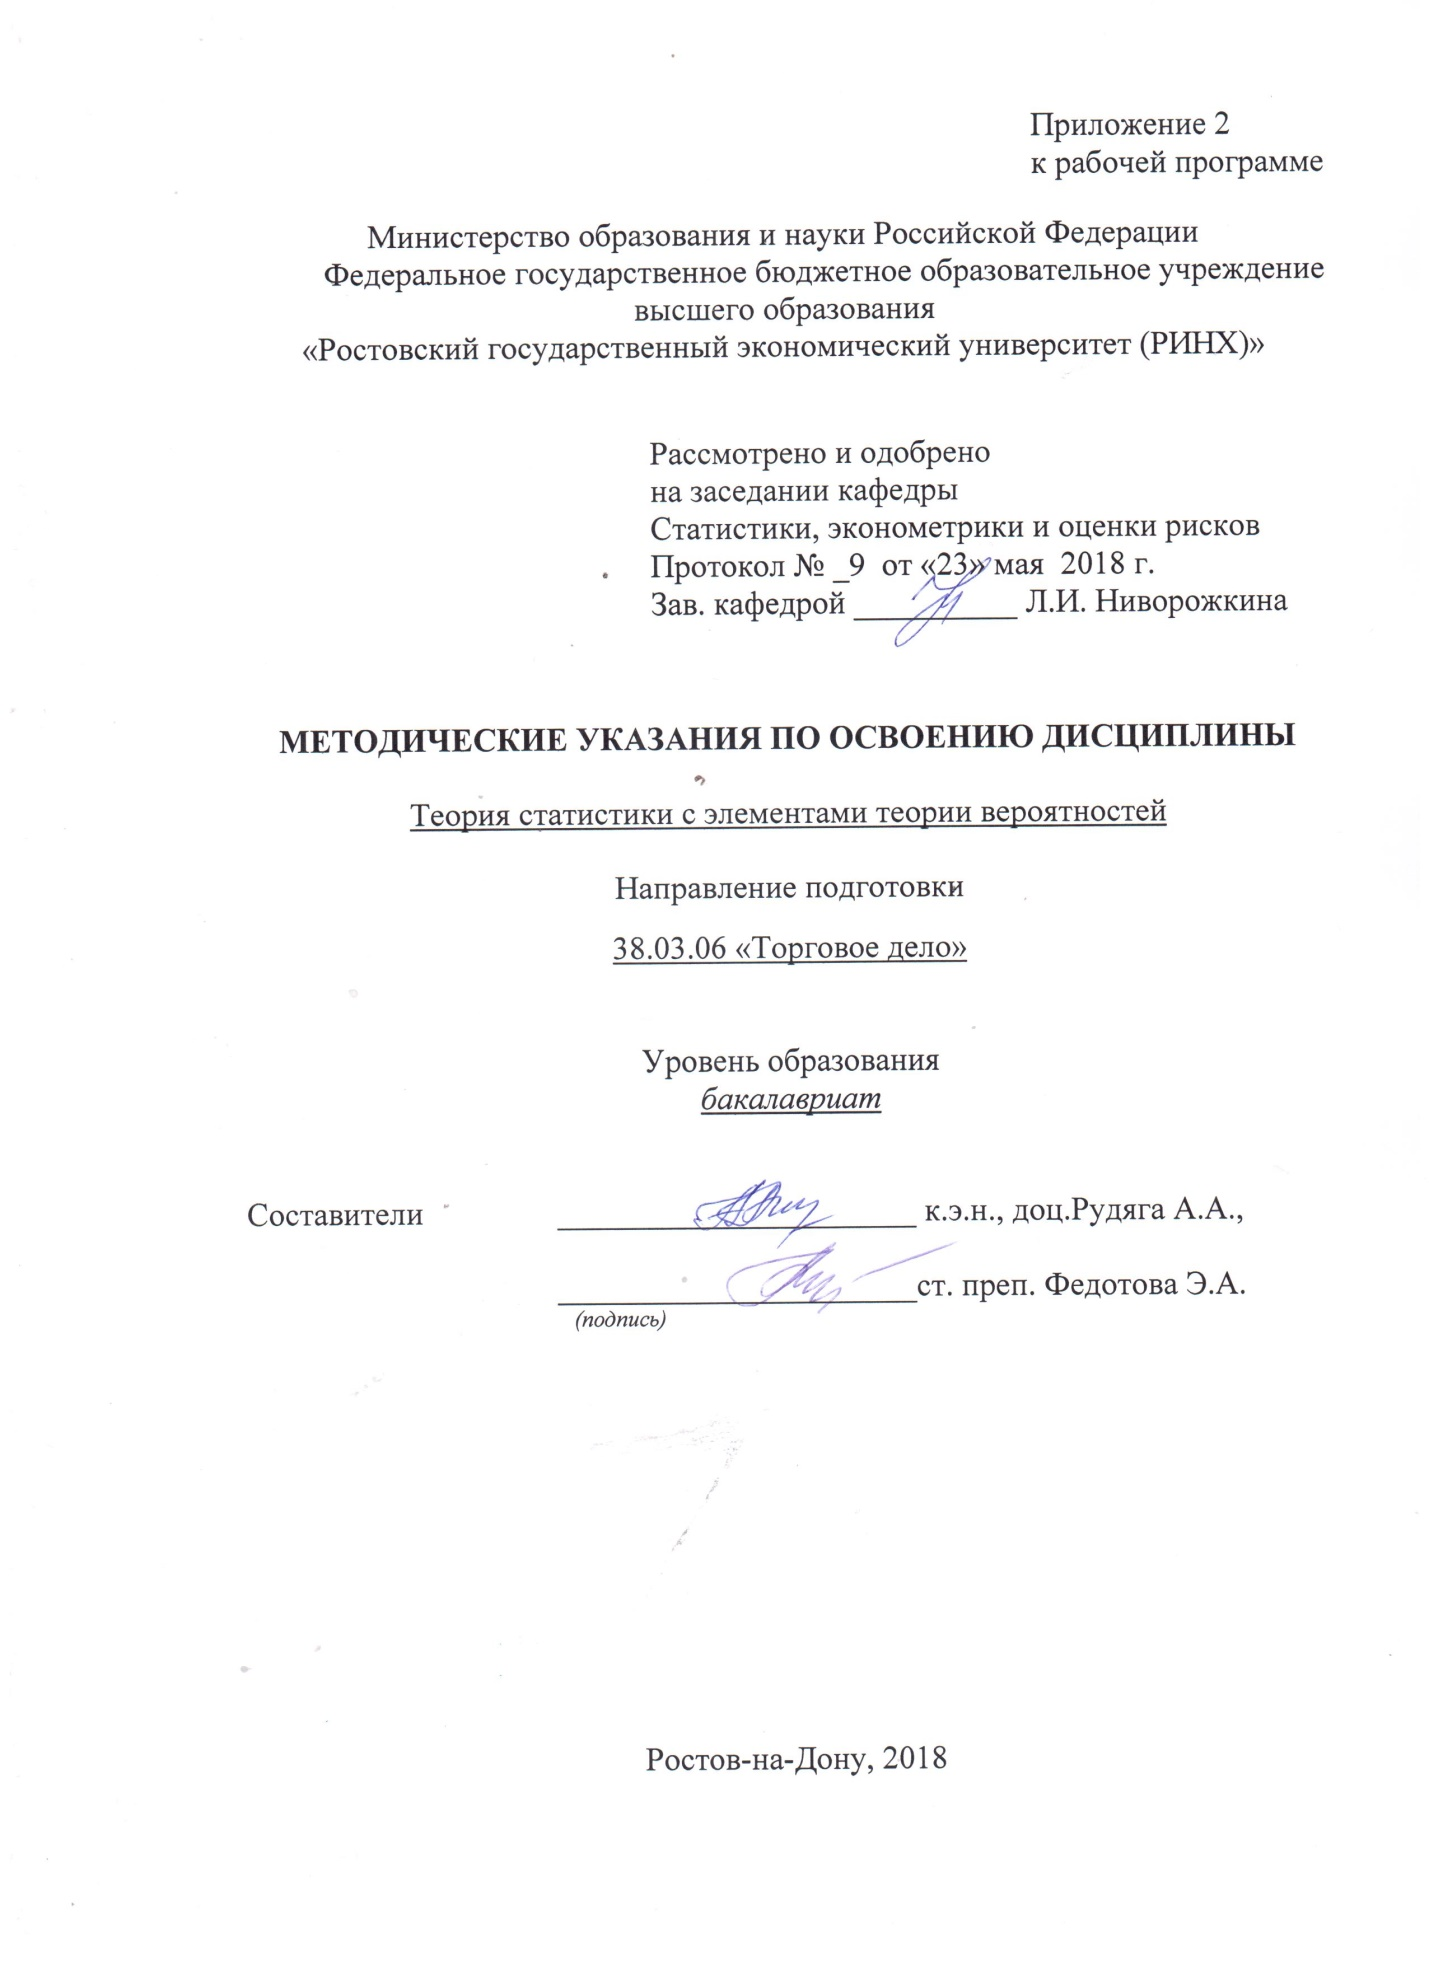 Приложение 2
к рабочей программе
Министерство образования и науки Российской Федерации
Федеральное государственное бюджетное образовательное учреждение
высшего образования
«Ростовский государственный экономический университет (РИНХ)»
Рассмотрено и одобрено
на заседании кафедры
Статистики, эконометрики и оценки рисков
Протокол № _9 от «23» мая 2018 г.
Зав. кафедрой __________ Л.И. Ниворожкина
МЕТОДИЧЕСКИЕ УКАЗАНИЯ ПО ОСВОЕНИЮ ДИСЦИПЛИНЫ
Теория статистики с элементами теории вероятностей
Направление подготовки
38.03.06 «Торговое дело»
Уровень образования
бакалавриат
Составители ______________________ к.э.н., доц.Рудяга А.А.,
______________________ст. преп. Федотова Э.А.
(подпись)
Ростов-на-Дону, 2018